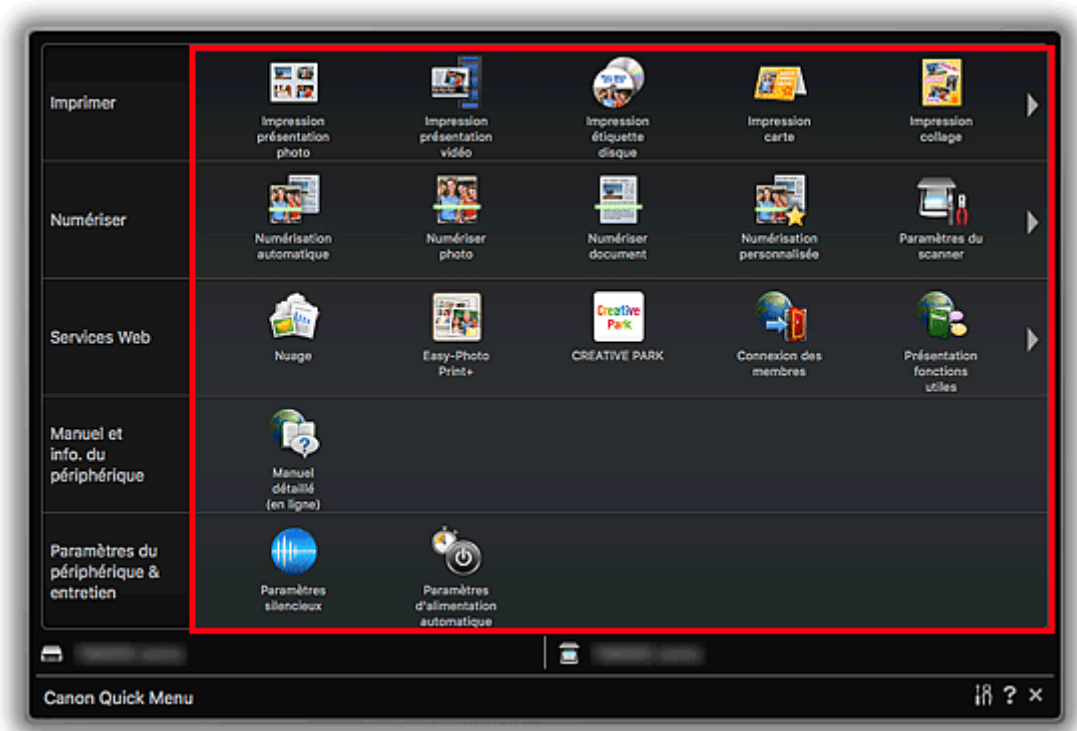 Imprimer
Impression
présentation
photo
Impression
présentation
vidéo
Impression
étiquette
disque
Impression
carte
Impression
collage
Numériser
Numérisation
automatique
Numériser
photo
Numériser
document
Numérisation
personnalisée
Paramètres du
scanner
Services Web
Nuage
Easy-Photo
Print+
Creative
Park
CREATIVE PARK
Connexion des
membres
Présentation
fonctions
utiles
Manuel et
info. du
périphérique
Manuel
détaillé
(en ligne)
Paramètres du
périphérique &
entretien
Paramètres
silencieux
Paramètres
d'alimentation
automatique
Canon Quick Menu